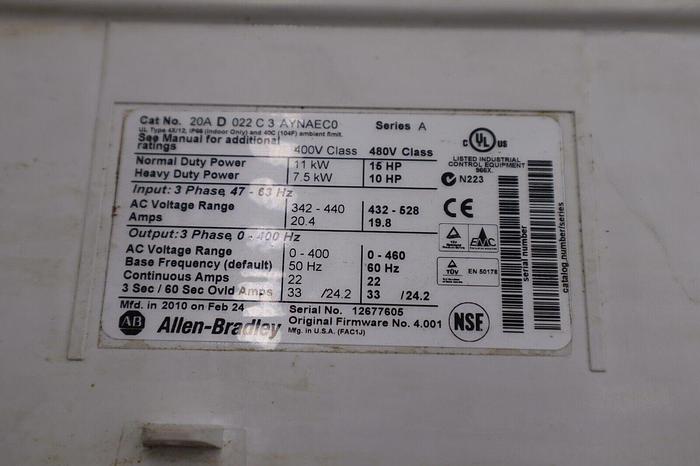 Cat No. 20A D 022 C 3 AYNAEC0 Series A
UL Type 4X/12, IP66 (Indoor Only) and 40C (104F) ambient limit.
See Manual for additional
ratings 400V Class 480V Class
Normal Duty Power 11 kW 15 HP
Heavy Duty Power 7.5 kW 10 HP
Input: 3 Phase, 47 - 63 Hz
AC Voltage Range 342 - 440 432 - 528
Amps 20.4 19.8
Output: 3 Phase, 0 - 400 Hz
AC Voltage Range 0 - 400 0 - 460
Base Frequency (default) 50 Hz 60 Hz
Continuous Amps 22 22
3 Sec / 60 Sec Ovld Amps 33 /24.2 33 /24.2
Mfd. in 2010 on Feb 24 Serial No. 12677605
AB Allen-Bradley Original Firmware No. 4.001
Mfg. in U.S.A. (FAC1J)
C UL US
LISTED INDUSTRIAL
CONTROL EQUIPMENT
966X.
N223
CE
TÜV EMC
TÜV EN 50178
NSF
serial number
catalog number/series